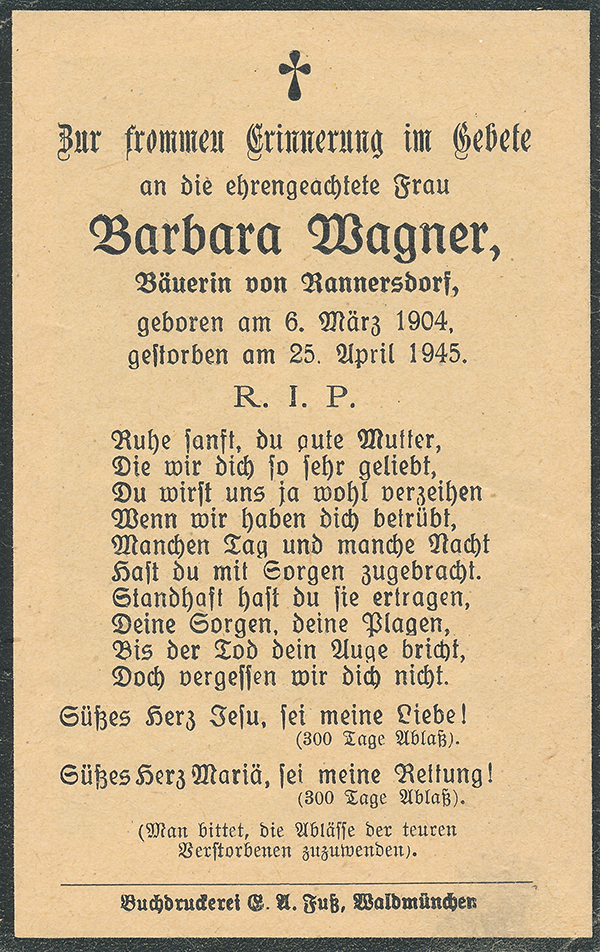 Zur frommen Erinnerung im Gebete
an die ehrengeachtete Frau
Barbara Wagner,
Bäuerin von Rannersdorf,
geboren am 6. März 1904,
gestorben am 25. April 1945.
R. I. P.
Ruhe sanft, du gute Mutter,
Die wir dich so sehr geliebt,
Du wirst uns ja wohl verzeihen
Wenn wir haben dich betrübt,
Manchen Tag und manche Nacht
Hast du mit Sorgen zugebracht.
Standhaft hast du sie ertragen,
Deine Sorgen, deine Plagen,
Bis der Tod dein Auge bricht,
Doch vergessen wir dich nicht.
Süßes Herz Jesu, sei meine Liebe!
(300 Tage Ablaß).
Süßes Herz Mariä, sei meine Rettung!
(300 Tage Ablaß).
(Man bittet, die Ablässe der teuren
Verstorbenen zuzuwenden).
Buchdruckerei E. A. Fuß, Waldmünchen